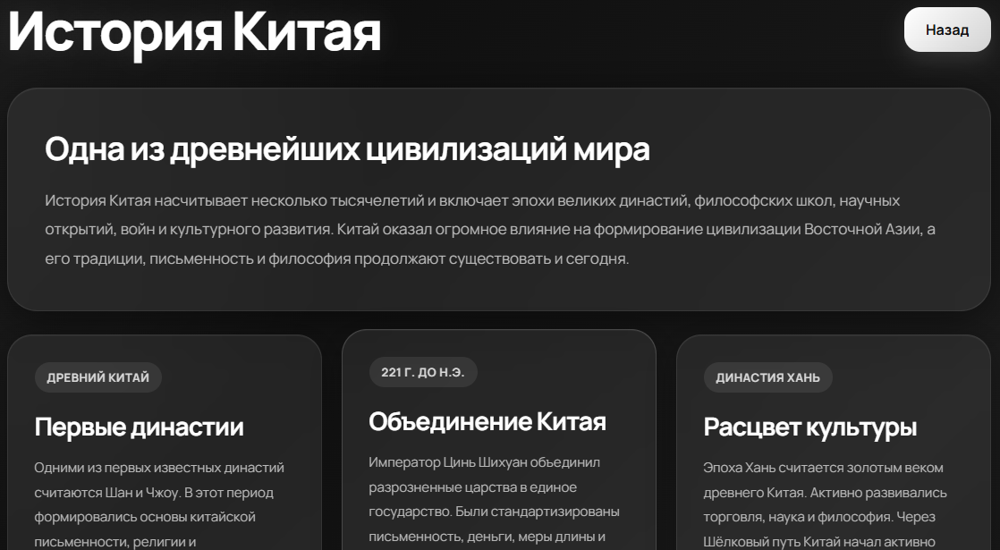 История Китая
Назад
Одна из древнейших цивилизаций мира
История Китая насчитывает несколько тысячелетий и включает эпохи великих династий, философских школ, научных
открытий, войн и культурного развития. Китай оказал огромное влияние на формирование цивилизации Восточной Азии, а
его традиции, письменность и философия продолжают существовать и сегодня.
ДРЕВНИЙ КИТАЙ
Первые династии
Одними из первых известных династий
считаются Шан и Чжоу. В этот период
формировались основы китайской
письменности, религии и
221 Г. ДО Н.Э.
Объединение Китая
Император Цинь Шихуан объединил
разрозненные царства в единое
государство. Были стандартизированы
письменность, деньги, меры длины и
ДИНАСТИЯ ХАНЬ
Расцвет культуры
Эпоха Хань считается золотым веком
древнего Китая. Активно развивались
торговля, наука и философия. Через
Шёлковый путь Китай начал активно